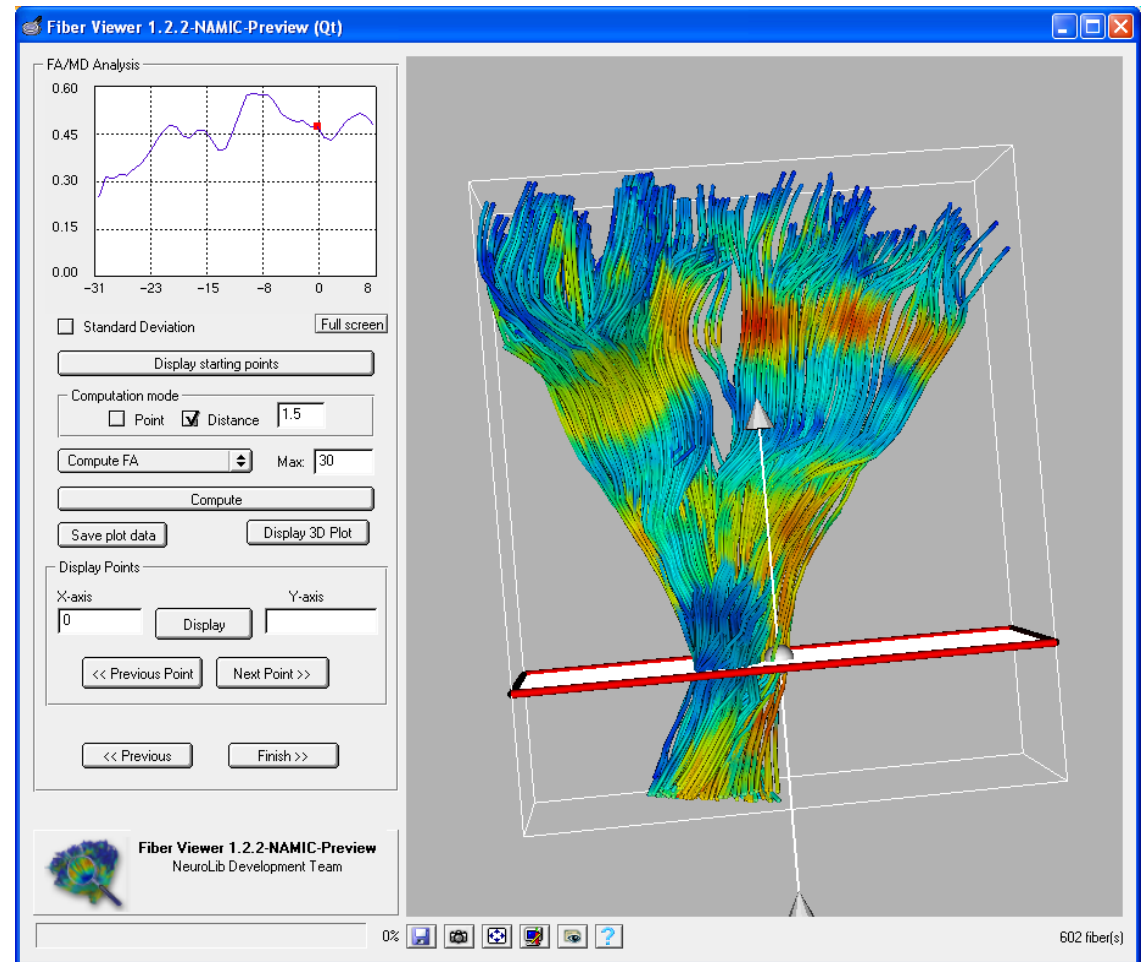 Fiber Viewer 1.2.2-NAMIC-Preview (Qt)
FA/MD Analysis
0.60
0.45
0.30
0.15
0.00
-31 -23 -15 -8 0 8
Standard Deviation Full screen
Display starting points
Computation mode
Point Distance 1.5
Compute FA Max: 30
Compute
Save plot data Display 3D Plot
Display Points
X-axis Y-axis
0 Display
<< Previous Point Next Point >>
<< Previous Finish >>
Fiber Viewer 1.2.2-NAMIC-Preview
NeuroLib Development Team
0% ? 602 fiber(s)